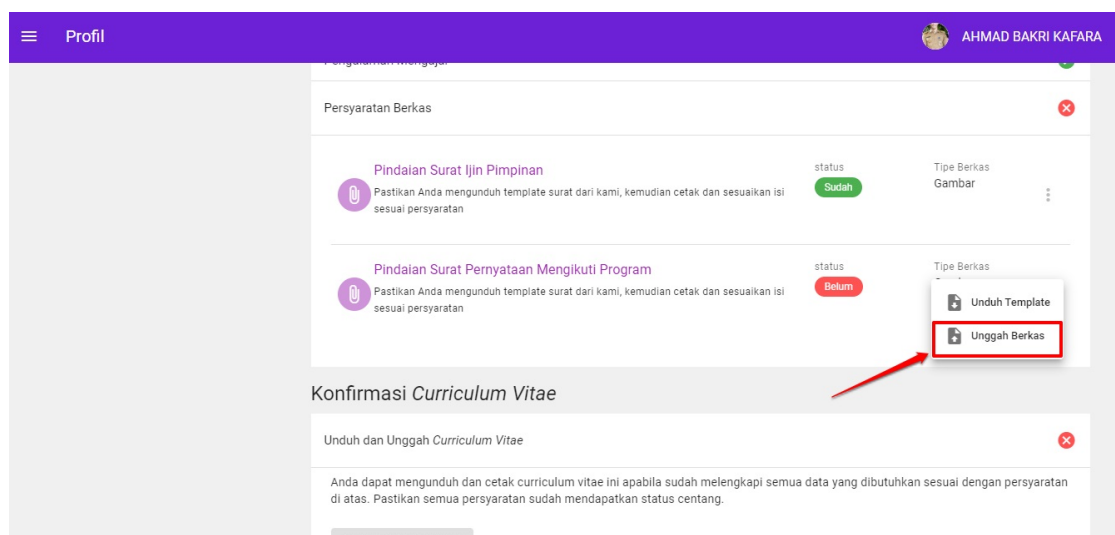 Profil
AHMAD BAKRI KAFARA
Persyaratan Berkas
Pindaian Surat Ijin Pimpinan
status
Tipe Berkas
Sudah
Gambar
Pastikan Anda mengunduh template surat dari kami, kemudian cetak dan sesuaikan isi
sesuai persyaratan
Pindaian Surat Pernyataan Mengikuti Program
status
Tipe Berkas
Belum
Pastikan Anda mengunduh template surat dari kami, kemudian cetak dan sesuaikan isi
sesuai persyaratan
Unduh Template
Unggah Berkas
Konfirmasi Curriculum Vitae
Unduh dan Unggah Curriculum Vitae
Anda dapat mengunduh dan cetak curriculum vitae ini apabila sudah melengkapi semua data yang dibutuhkan sesuai dengan persyaratan
di atas. Pastikan semua persyaratan sudah mendapatkan status centang.